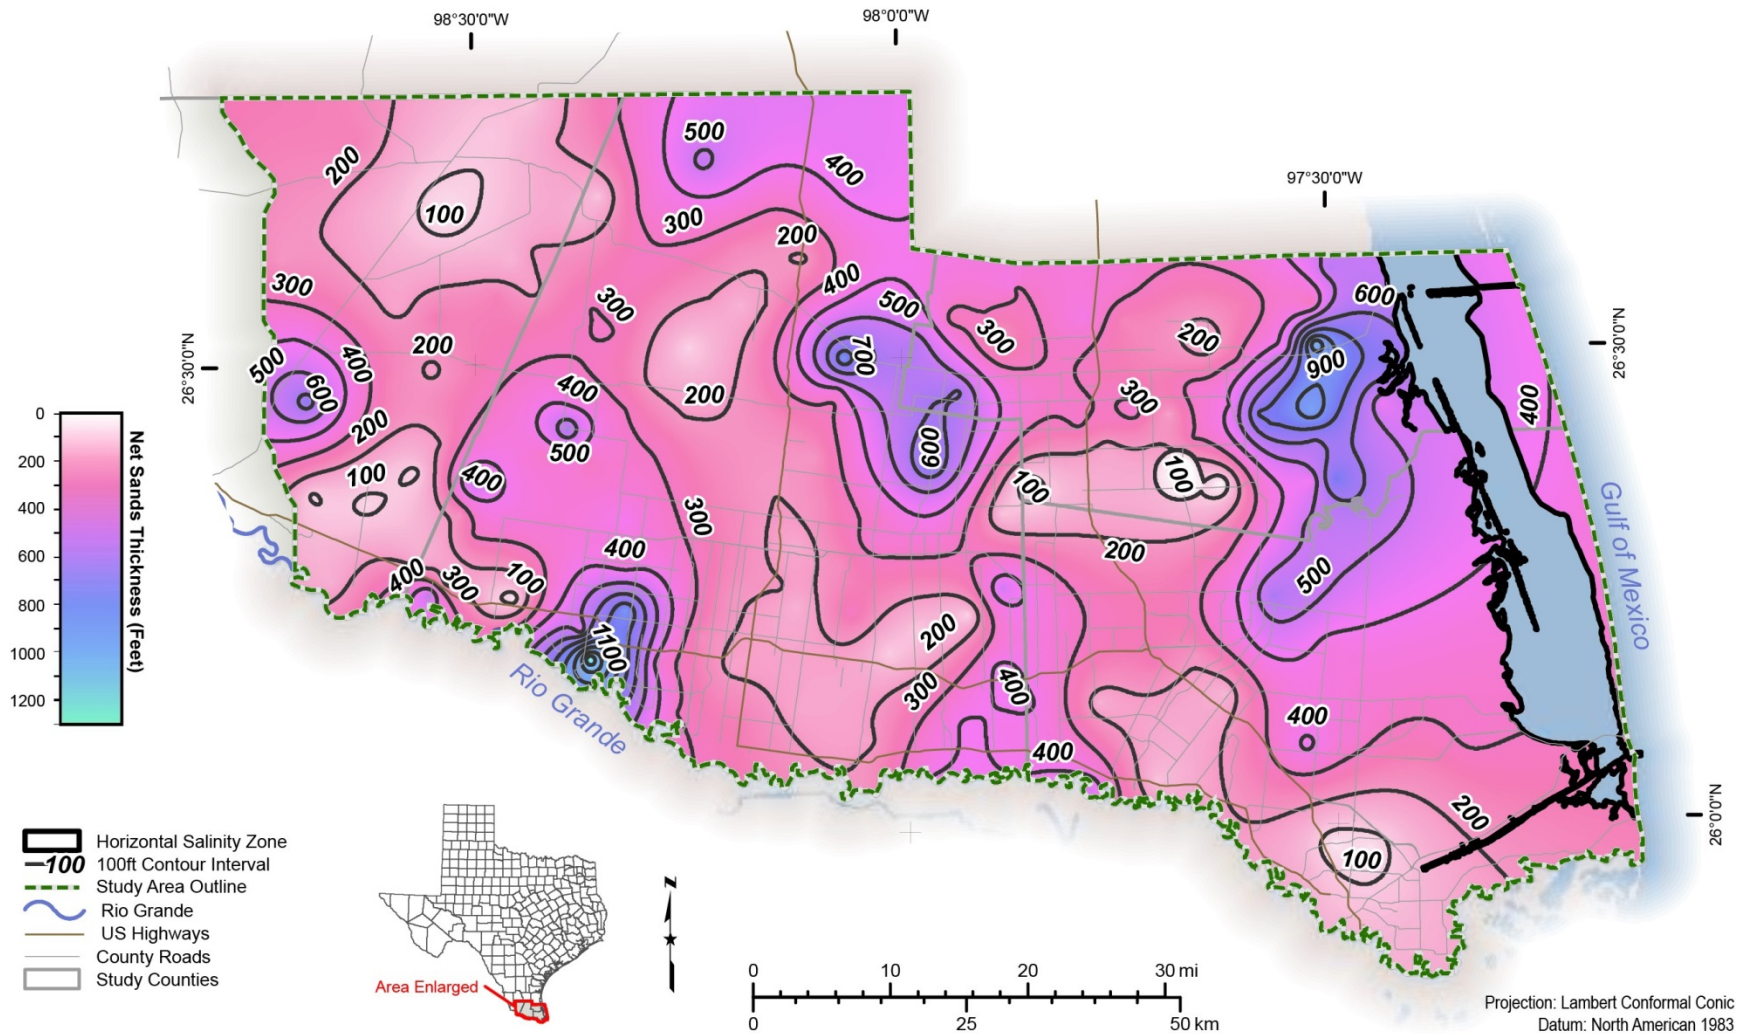 98°30'0"W
98°0'0"W
97°30'0"W
500
200
400
100
300
200
400
300
500
600
300
300
200
26°30'0"N
26°30'0"N
200
400
700
900
500
600
400
400
300
200
400
0
Net Sands Thickness (Feet)
200
500
600
100
400
100
100
200
400
300
Gulf of Mexico
600
400
200
500
800
400
300
100
1000
1100
200
1200
Rio Grande
300
400
400
400
26°0'0"N
200
100
Horizontal Salinity Zone
100 100ft Contour Interval
Study Area Outline
Rio Grande
US Highways
County Roads
Study Counties
Area Enlarged
N
0 10 20 30 mi
0 25 50 km
Projection: Lambert Conformal Conic
Datum: North American 1983